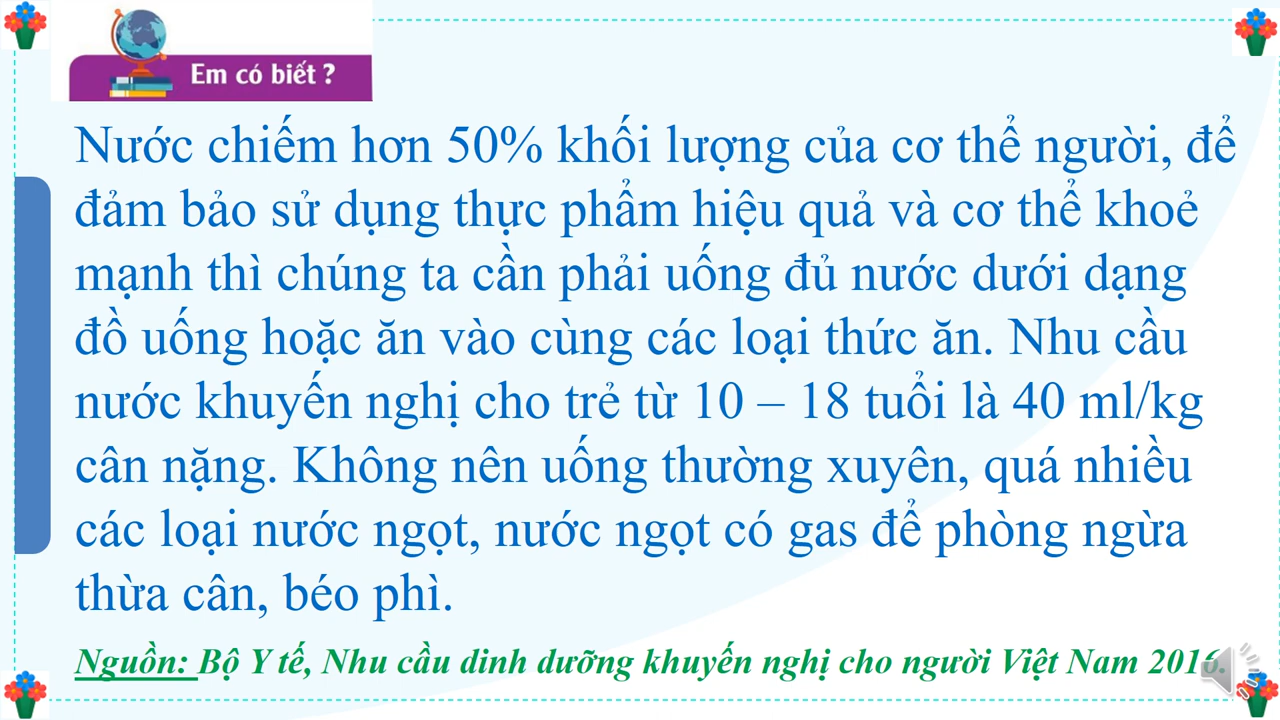 Em có biết ?
Nước chiếm hơn 50% khối lượng của cơ thể người, để
đảm bảo sử dụng thực phẩm hiệu quả và cơ thể khoẻ
mạnh thì chúng ta cần phải uống đủ nước dưới dạng
đồ uống hoặc ăn vào cùng các loại thức ăn. Nhu cầu
nước khuyến nghị cho trẻ từ 10 – 18 tuổi là 40 ml/kg
cân nặng. Không nên uống thường xuyên, quá nhiều
các loại nước ngọt, nước ngọt có gas để phòng ngừa
thừa cân, béo phì.
Nguồn: Bộ Y tế, Nhu cầu dinh dưỡng khuyến nghị cho người Việt Nam 2016.